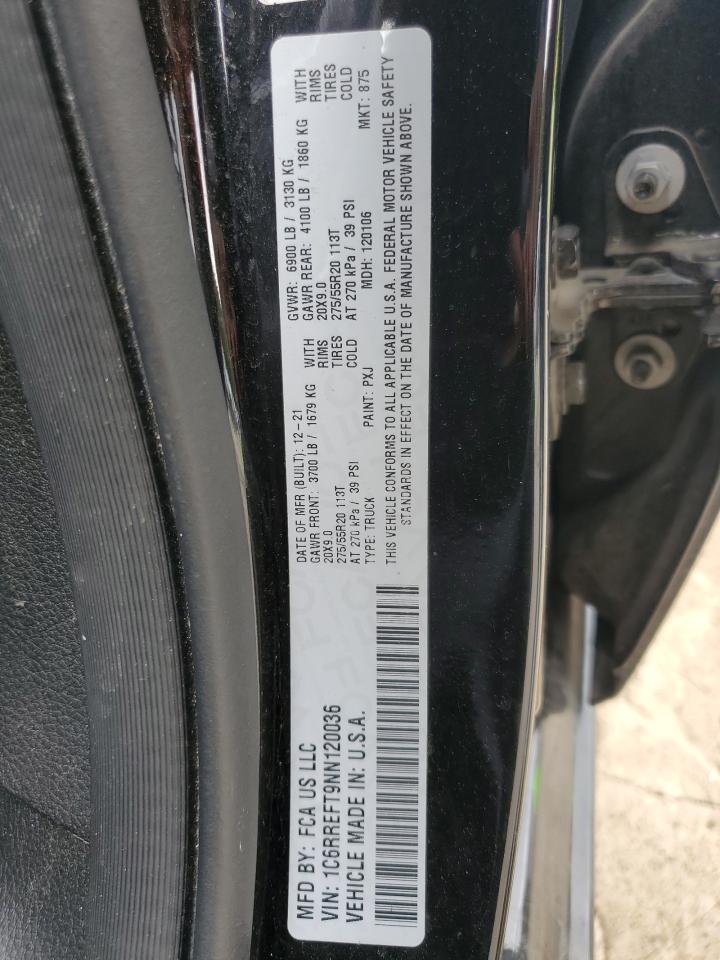 MFD BY: FCA US LLC
VIN: 1C6RREFT9NN120036
VEHICLE MADE IN: U.S.A.
DATE OF MFR (BUILT): 12-21 GVWR: 6900 LB / 3130 KG
GAWR FRONT: 3700 LB / 1679 KG WITH GAWR REAR: 4100 LB / 1860 KG WITH
20X9.0 RIMS 20X9.0 RIMS
275/55R20 113T TIRES 275/55R20 113T TIRES
AT 270 kPa / 39 PSI COLD AT 270 kPa / 39 PSI COLD
TYPE: TRUCK PAINT: PXJ MDH: 120106 MKT: 875
THIS VEHICLE CONFORMS TO ALL APPLICABLE U.S.A. FEDERAL MOTOR VEHICLE SAFETY
STANDARDS IN EFFECT ON THE DATE OF MANUFACTURE SHOWN ABOVE.